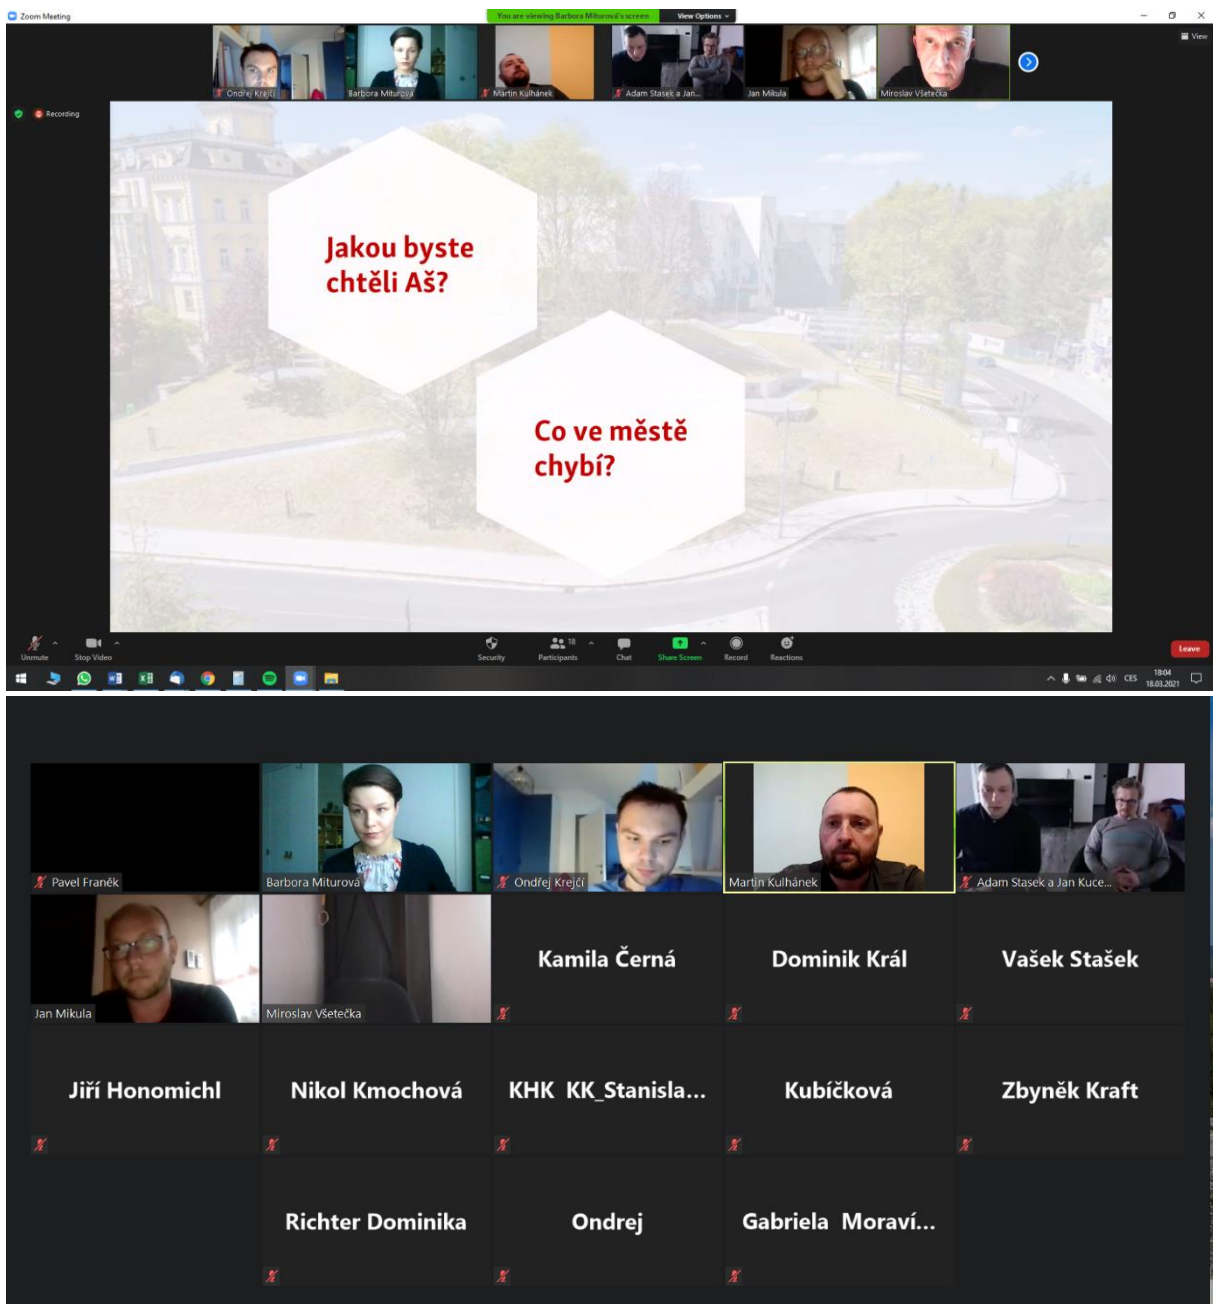 Zoom Meeting
You are viewing Barbora Miturová's screen
View Options
View
Ondřej Krejčí
Barbora Miturová
Martin Kulhánek
Adam Stasek a Jan...
Jan Mikula
Miroslav Všetečka
Recording
Jakou byste
chtěli Aš?
Co ve městě
chybí?
Unmute
Stop Video
Security
18
Participants
Chat
Share Screen
Record
Reactions
Leave
CES
18:04
18.03.2021
Pavel Franěk
Barbora Miturová
Ondřej Krejčí
Martin Kulhánek
Adam Stasek a Jan Kuce...
Jan Mikula
Miroslav Všetečka
Kamila Černá
Dominik Král
Vašek Stašek
Jiří Honomichl
Nikol Kmochová
KHK KK_Stanisla...
Kubíčková
Zbyněk Kraft
Richter Dominika
Ondrej
Gabriela Moraví...